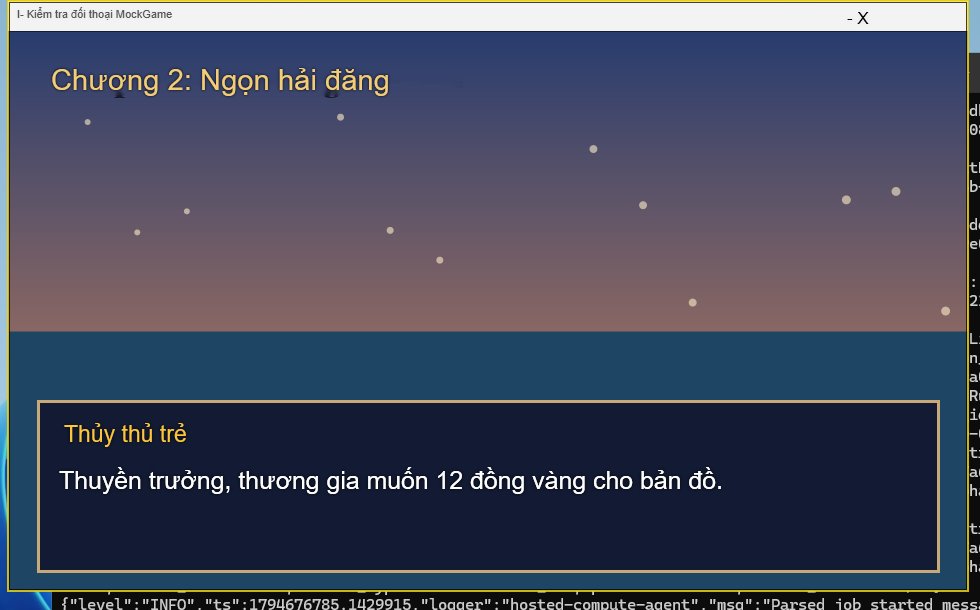 I- Kiểm tra đối thoại MockGame
- X
Chương 2: Ngọn hải đăng
Thủy thủ trẻ
Thuyền trưởng, thương gia muốn 12 đồng vàng cho bản đồ.
{"level":"INFO","ts":1794676785.1429915,"logger":"hosted-compute-agent","msg":"Parsed job started mes